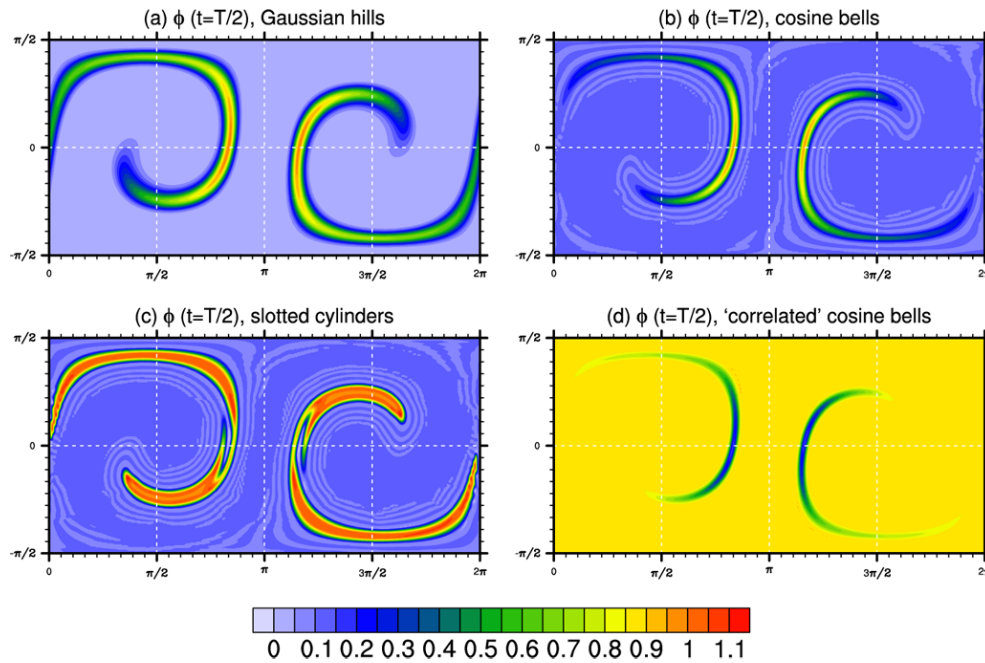 (a) ϕ (t=T/2), Gaussian hills
π/2
0
-π/2
0 π/2 π 3π/2 2π
(b) ϕ (t=T/2), cosine bells
π/2
0
-π/2
0 π/2 π 3π/2 2π
(c) ϕ (t=T/2), slotted cylinders
π/2
0
-π/2
0 π/2 π 3π/2 2π
(d) ϕ (t=T/2), 'correlated' cosine bells
π/2
0
-π/2
0 π/2 π 3π/2 2π
0 0.1 0.2 0.3 0.4 0.5 0.6 0.7 0.8 0.9 1 1.1